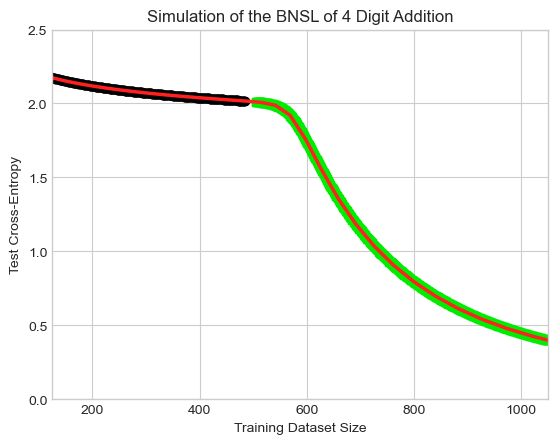 Simulation of the BNSL of 4 Digit Addition
2.5
2.0
1.5
1.0
0.5
0.0
Test Cross-Entropy
200 400 600 800 1000
Training Dataset Size